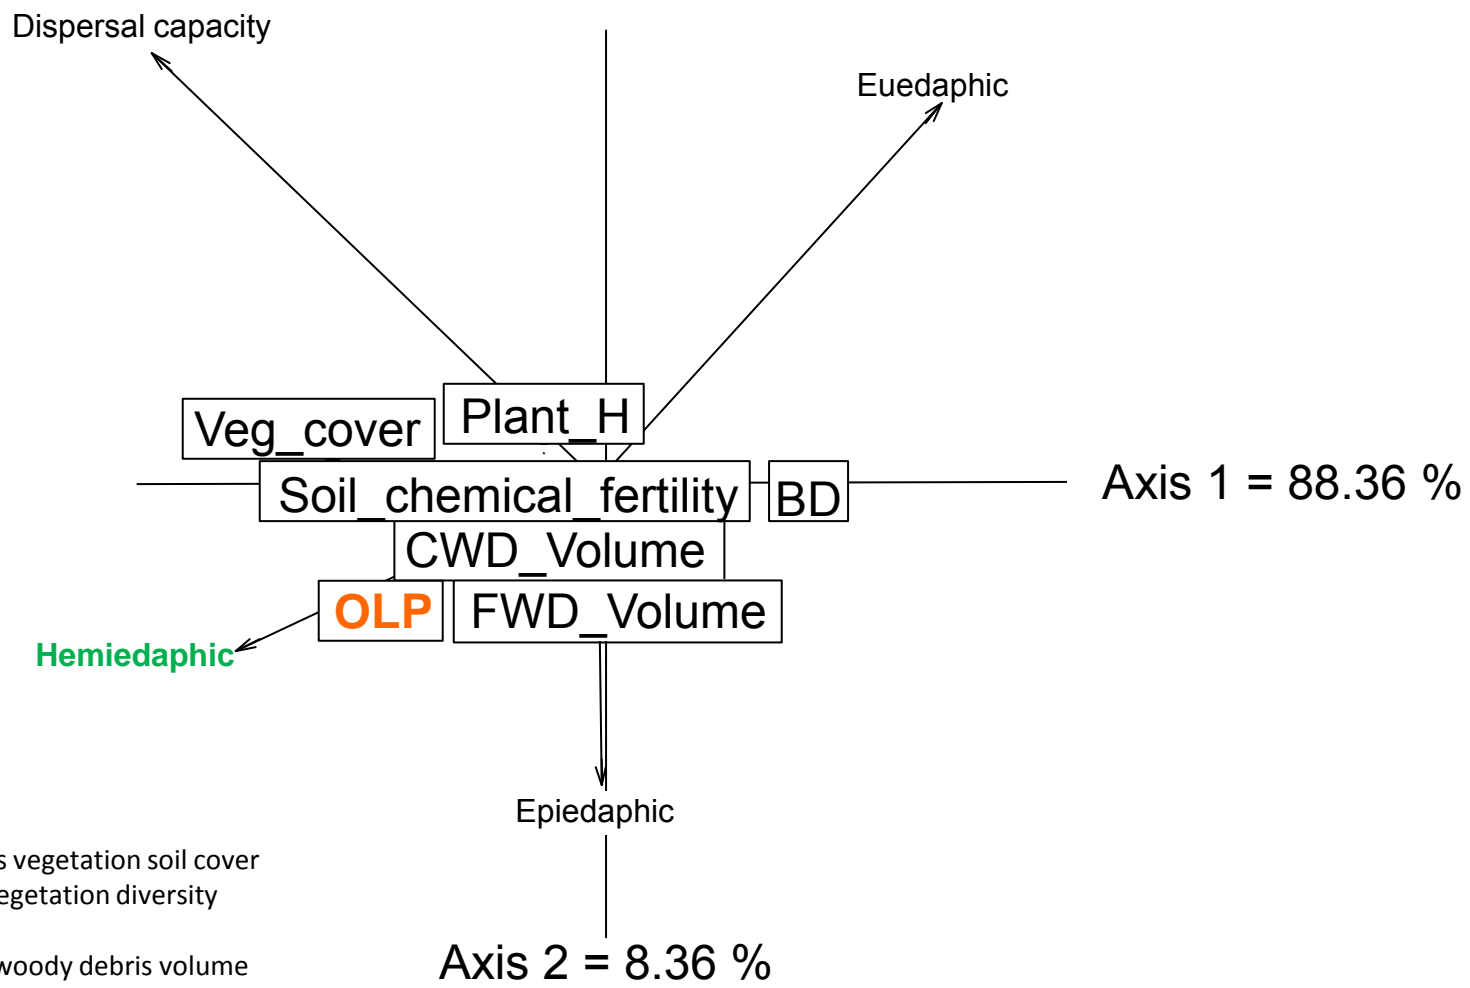 Dispersal capacity
Euedaphic
Plant_H
Veg_cover
Soil_chemical_fertility
BD
Axis 1 = 88.36 %
CWD_Volume
OLP
FWD_Volume
Hemiedaphic
Epiedaphic
s vegetation soil cover
egetation diversity
woody debris volume
Axis 2 = 8.36 %